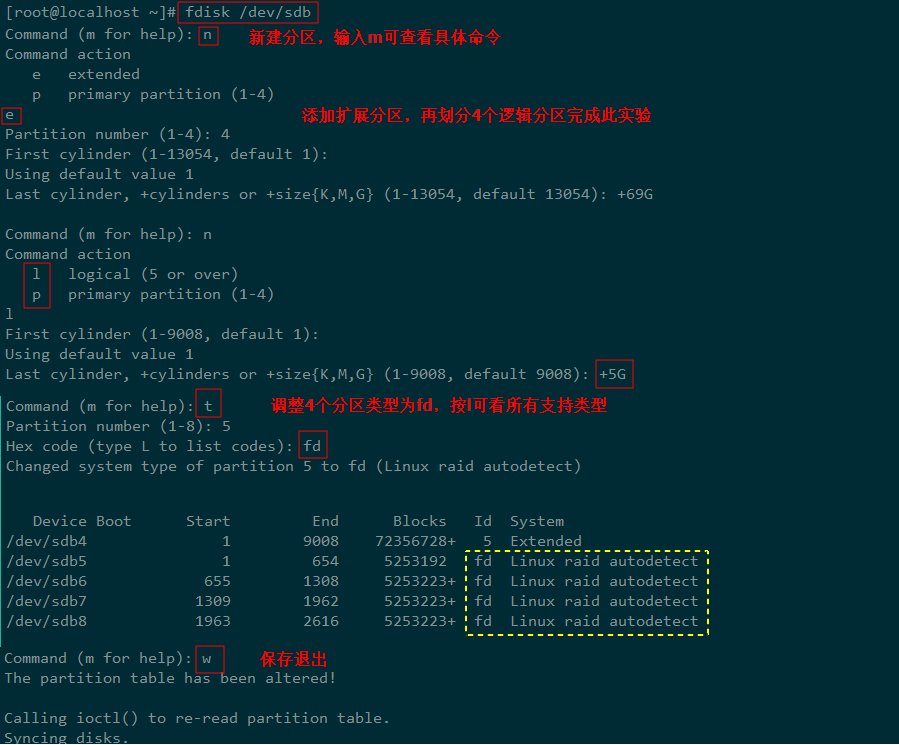 [root@localhost ~]# fdisk /dev/sdb
Command (m for help): n 新建分区，输入m可查看具体命令
Command action
e extended
p primary partition (1-4)
e 添加扩展分区，再划分4个逻辑分区完成此实验
Partition number (1-4): 4
First cylinder (1-13054, default 1):
Using default value 1
Last cylinder, +cylinders or +size{K,M,G} (1-13054, default 13054): +69G
Command (m for help): n
Command action
l logical (5 or over)
p primary partition (1-4)
l
First cylinder (1-9008, default 1):
Using default value 1
Last cylinder, +cylinders or +size{K,M,G} (1-9008, default 9008): +5G
Command (m for help): t 调整4个分区类型为fd，按l可看所有支持类型
Partition number (1-8): 5
Hex code (type L to list codes): fd
Changed system type of partition 5 to fd (Linux raid autodetect)
Device Boot Start End Blocks Id System
/dev/sdb4 1 9008 72356728+ 5 Extended
/dev/sdb5 1 654 5253192 fd Linux raid autodetect
/dev/sdb6 655 1308 5253223+ fd Linux raid autodetect
/dev/sdb7 1309 1962 5253223+ fd Linux raid autodetect
/dev/sdb8 1963 2616 5253223+ fd Linux raid autodetect
Command (m for help): w 保存退出
The partition table has been altered!
Calling ioctl() to re-read partition table.
Syncing disks.